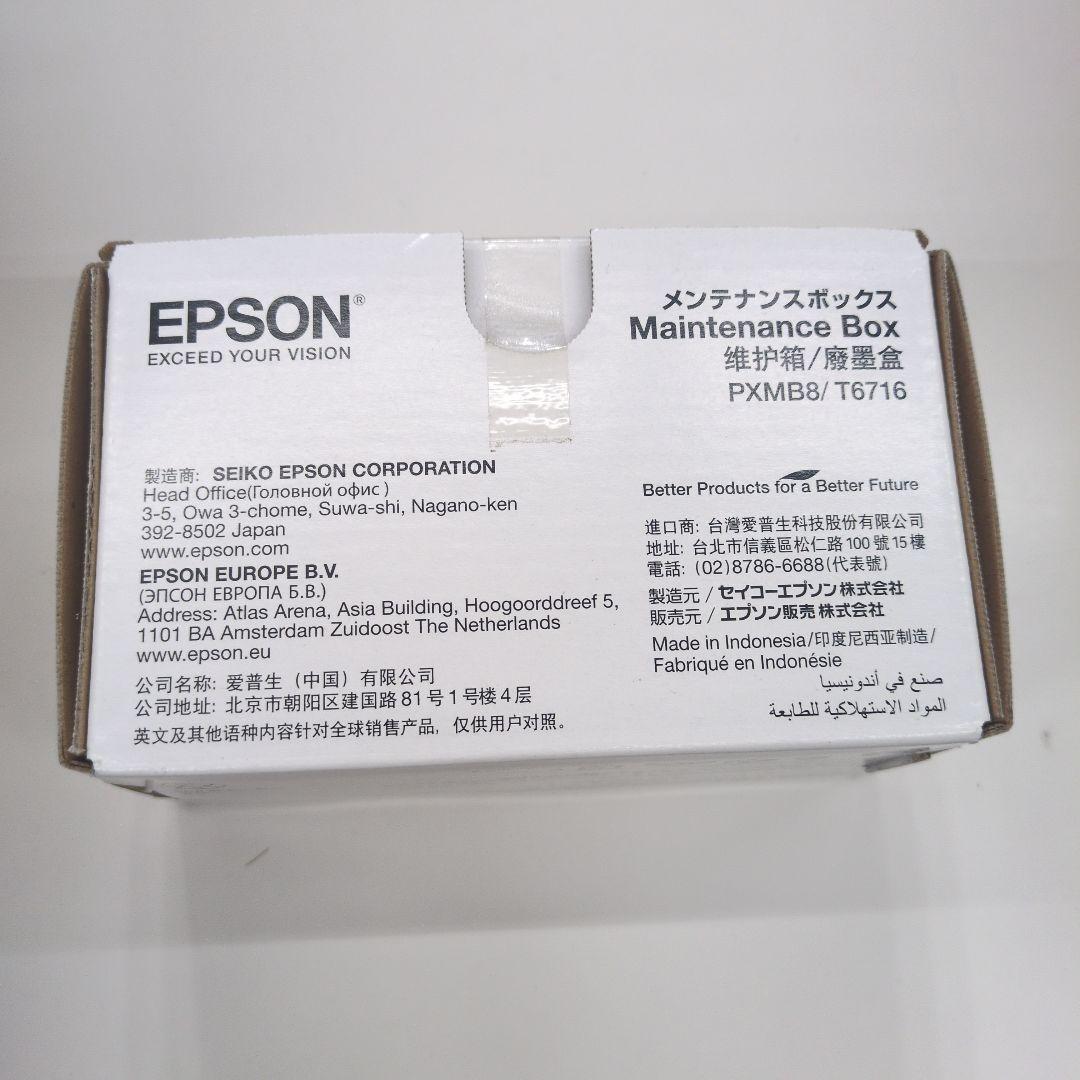 EPSON®
EXCEED YOUR VISION
メンテナンスボックス
Maintenance Box
维护箱/廢墨盒
PXMB8/ T6716
製造商: SEIKO EPSON CORPORATION
Head Office(Головной офис)
3-5, Owa 3-chome, Suwa-shi, Nagano-ken
392-8502 Japan
www.epson.com
EPSON EUROPE B.V.
(ЭПСОН ЕВРОПА Б.В.)
Address: Atlas Arena, Asia Building, Hoogoorddreef 5,
1101 BA Amsterdam Zuidoost The Netherlands
www.epson.eu
公司名称: 爱普生（中国）有限公司
公司地址: 北京市朝阳区建国路81号1号楼4层
英文及其他语种内容针对全球销售产品，仅供用户对照。
Better Products for a Better Future
進口商: 台灣愛普生科技股份有限公司
地址: 台北市信義區松仁路100號15樓
電話: (02)8786-6688(代表號)
製造元 / セイコーエプソン株式会社
販売元 / エプソン販売株式会社
Made in Indonesia/印度尼西亚制造/
Fabriqué en Indonésie
صنع في أندونيسيا
المواد الاستهلاكية للطابعة